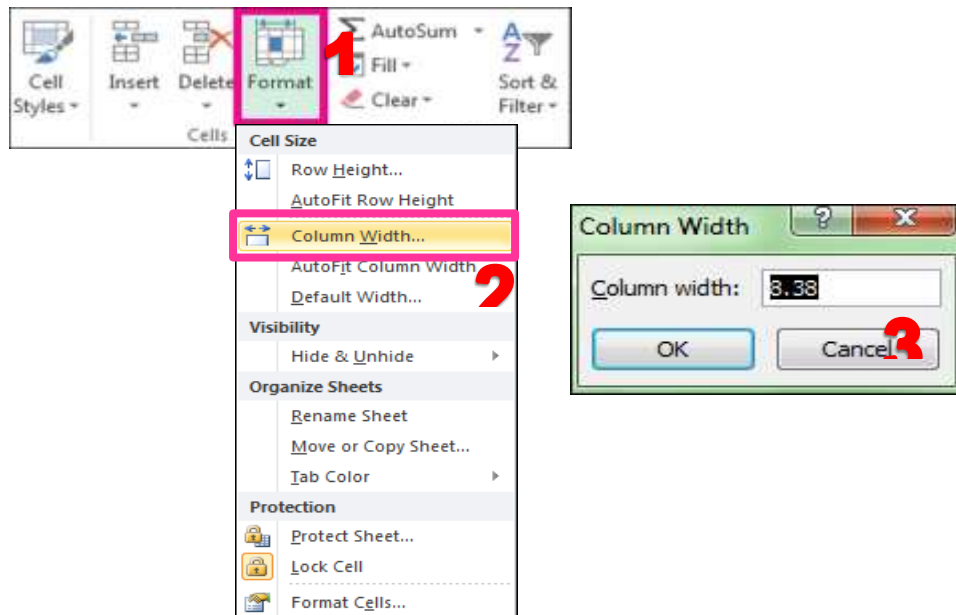 Cell Styles
Insert
Delete
Format
AutoSum
Fill
Clear
Sort & Filter
Cells
1
Cell Size
Row Height...
AutoFit Row Height
Column Width...
AutoFit Column Width
Default Width...
2
Visibility
Hide & Unhide
Organize Sheets
Rename Sheet
Move or Copy Sheet...
Tab Color
Protection
Protect Sheet...
Lock Cell
Format Cells...
Column Width
?
X
Column width: 8.38
OK
Cancel
3